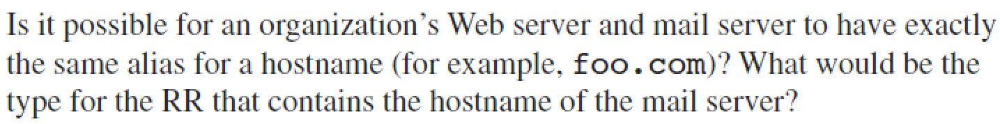 Is it possible for an organization’s Web server and mail server to have exactly
the same alias for a hostname (for example, foo.com)? What would be the
type for the RR that contains the hostname of the mail server?